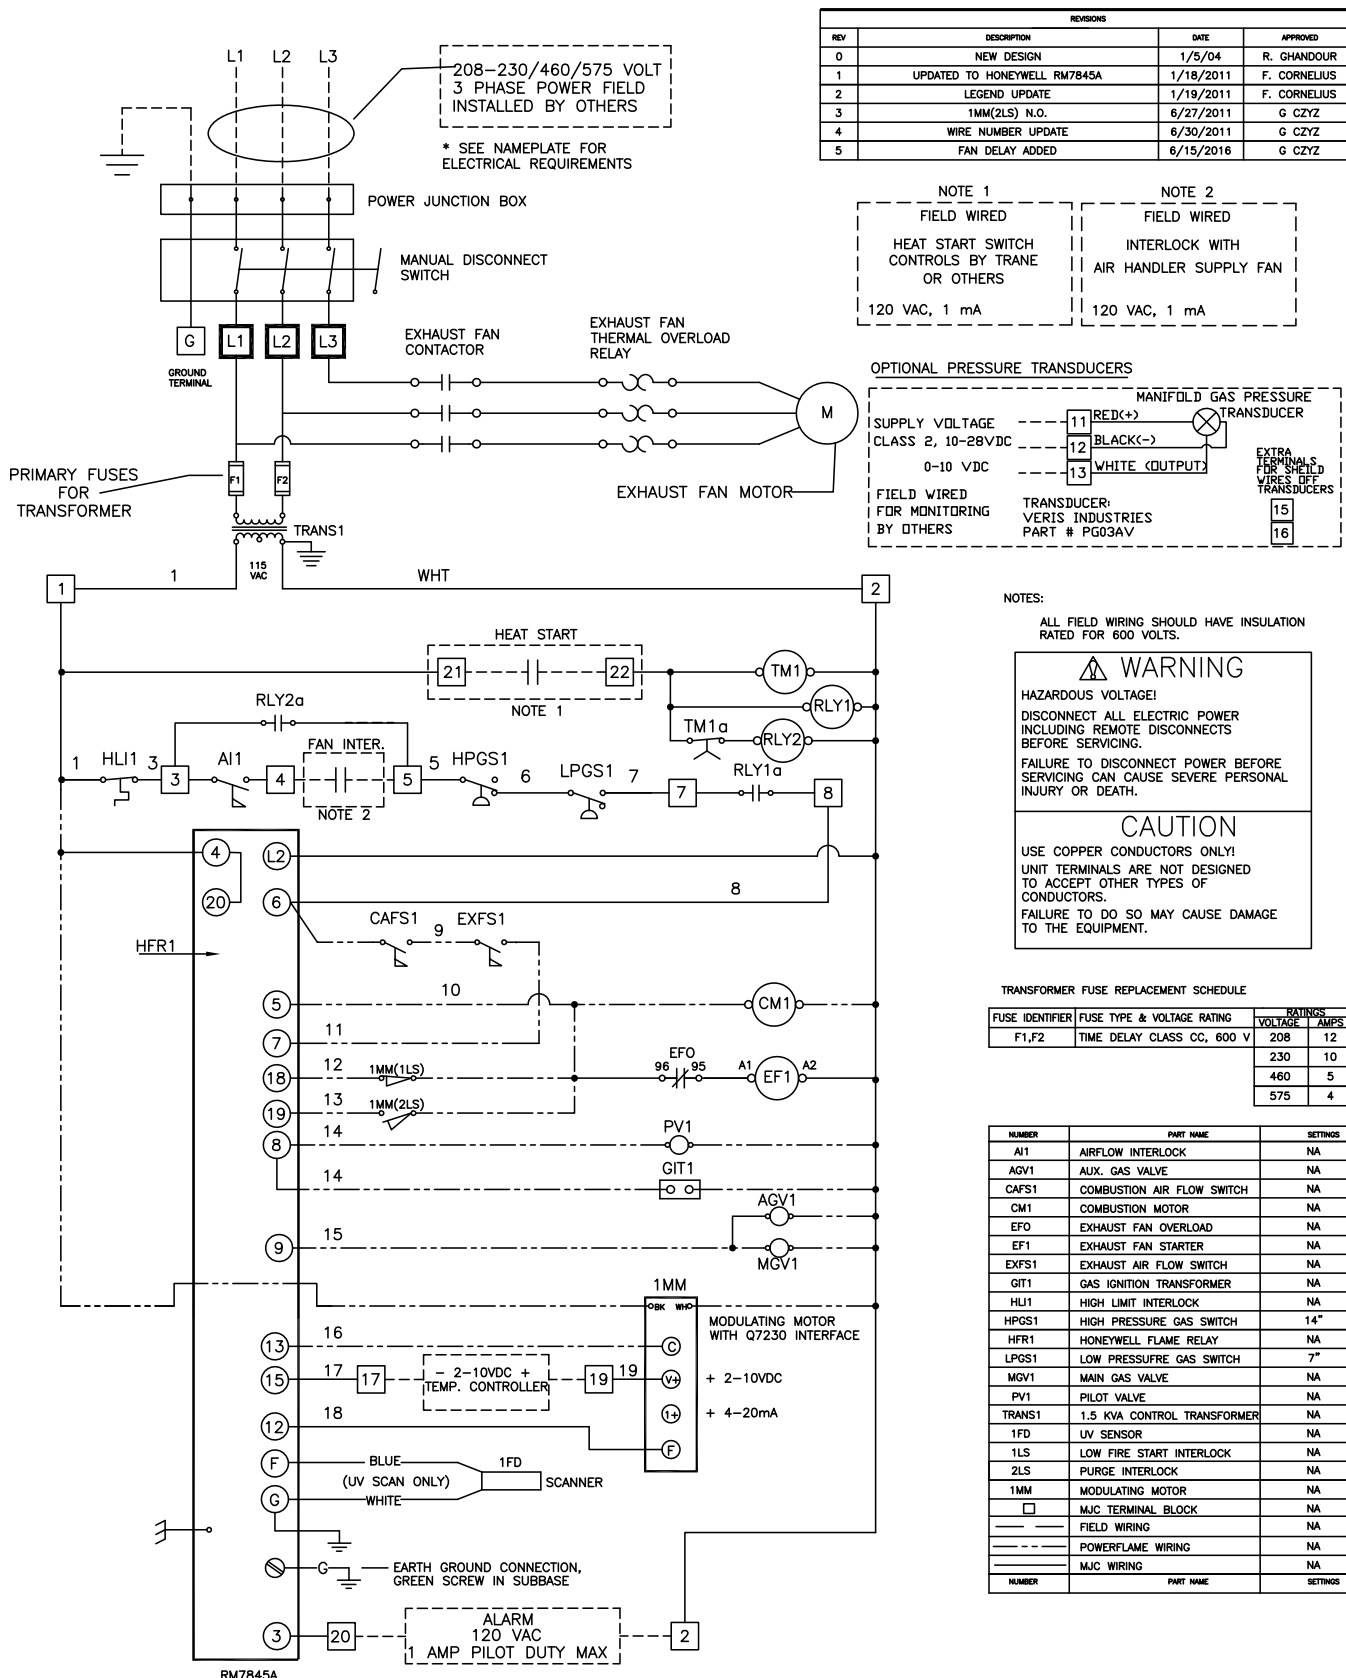 REVISIONS
REV DESCRIPTION DATE APPROVED
0 NEW DESIGN 1/5/04 R. GHANDOUR
1 UPDATED TO HONEYWELL RM7845A 1/18/2011 F. CORNELIUS
2 LEGEND UPDATE 1/19/2011 F. CORNELIUS
3 1MM(2LS) N.O. 6/27/2011 G CZYZ
4 WIRE NUMBER UPDATE 6/30/2011 G CZYZ
5 FAN DELAY ADDED 6/15/2016 G CZYZ
L1 L2 L3
208-230/460/575 VOLT
3 PHASE POWER FIELD
INSTALLED BY OTHERS
* SEE NAMEPLATE FOR
ELECTRICAL REQUIREMENTS
POWER JUNCTION BOX
MANUAL DISCONNECT
SWITCH
G L1 L2 L3
GROUND
TERMINAL
EXHAUST FAN
CONTACTOR
EXHAUST FAN
THERMAL OVERLOAD
RELAY
M
EXHAUST FAN MOTOR
PRIMARY FUSES
FOR
TRANSFORMER
F1 F2
TRANS1
115
VAC
NOTE 1
FIELD WIRED
HEAT START SWITCH
CONTROLS BY TRANE
OR OTHERS
120 VAC, 1 mA
NOTE 2
FIELD WIRED
INTERLOCK WITH
AIR HANDLER SUPPLY FAN
120 VAC, 1 mA
OPTIONAL PRESSURE TRANSDUCERS
MANIFOLD GAS PRESSURE
TRANSDUCER
SUPPLY VOLTAGE
CLASS 2, 10-28VDC
0-10 VDC
11 RED(+)
12 BLACK(-)
13 WHITE (OUTPUT)
FIELD WIRED
FOR MONITORING
BY OTHERS
TRANSDUCER:
VERIS INDUSTRIES
PART # PG03AV
EXTRA
TERMINALS
FOR SHEILD
WIRES OFF
TRANSDUCERS
15
16
1 1 WHT 2
HEAT START
21 22
NOTE 1
TM1
RLY1
TM1a RLY2
RLY2a
FAN INTER.
1 HLI1 3 3 AI1 4 5 5 HPGS1 6 LPGS1 7 7 RLY1a 8
NOTE 2
4 L2
20 6 8
HFR1
CAFS1 9 EXFS1
5 10 CM1
7 11
18 12 1MM(1LS) EFO 96 95 A1 EF1 A2
19 13 1MM(2LS)
8 14 PV1
14 GIT1
AGV1
9 15 MGV1
1MM
BK WH
MODULATING MOTOR
WITH Q7230 INTERFACE
13 16 C
15 17 17 - 2-10VDC +
TEMP. CONTROLLER
19 19 V+ + 2-10VDC
1+ + 4-20mA
12 18 F
F BLUE 1FD
(UV SCAN ONLY) SCANNER
G WHITE
G EARTH GROUND CONNECTION,
GREEN SCREW IN SUBBASE
3 20 ALARM
120 VAC
1 AMP PILOT DUTY MAX
2
RM7845A
NOTES:
ALL FIELD WIRING SHOULD HAVE INSULATION
RATED FOR 600 VOLTS.
WARNING
HAZARDOUS VOLTAGE!
DISCONNECT ALL ELECTRIC POWER
INCLUDING REMOTE DISCONNECTS
BEFORE SERVICING.
FAILURE TO DISCONNECT POWER BEFORE
SERVICING CAN CAUSE SEVERE PERSONAL
INJURY OR DEATH.
CAUTION
USE COPPER CONDUCTORS ONLY!
UNIT TERMINALS ARE NOT DESIGNED
TO ACCEPT OTHER TYPES OF
CONDUCTORS.
FAILURE TO DO SO MAY CAUSE DAMAGE
TO THE EQUIPMENT.
TRANSFORMER FUSE REPLACEMENT SCHEDULE
FUSE IDENTIFIER FUSE TYPE & VOLTAGE RATING RATINGS
VOLTAGE AMPS
F1,F2 TIME DELAY CLASS CC, 600 V 208 12
230 10
460 5
575 4
NUMBER PART NAME SETTINGS
AI1 AIRFLOW INTERLOCK NA
AGV1 AUX. GAS VALVE NA
CAFS1 COMBUSTION AIR FLOW SWITCH NA
CM1 COMBUSTION MOTOR NA
EFO EXHAUST FAN OVERLOAD NA
EF1 EXHAUST FAN STARTER NA
EXFS1 EXHAUST AIR FLOW SWITCH NA
GIT1 GAS IGNITION TRANSFORMER NA
HLI1 HIGH LIMIT INTERLOCK NA
HPGS1 HIGH PRESSURE GAS SWITCH 14"
HFR1 HONEYWELL FLAME RELAY NA
LPGS1 LOW PRESSUFRE GAS SWITCH 7"
MGV1 MAIN GAS VALVE NA
PV1 PILOT VALVE NA
TRANS1 1.5 KVA CONTROL TRANSFORMER NA
1FD UV SENSOR NA
1LS LOW FIRE START INTERLOCK NA
2LS PURGE INTERLOCK NA
1MM MODULATING MOTOR NA
MJC TERMINAL BLOCK NA
FIELD WIRING NA
POWERFLAME WIRING NA
MJC WIRING NA
NUMBER PART NAME SETTINGS